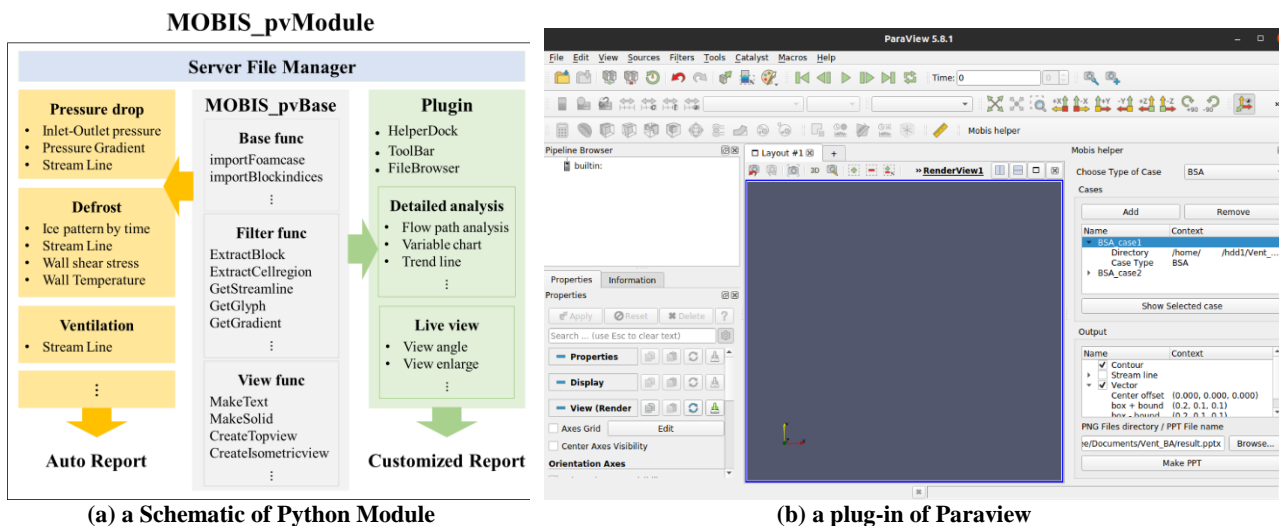 MOBIS_pvModule
Server File Manager
Pressure drop
• Inlet-Outlet pressure
• Pressure Gradient
• Stream Line
Defrost
• Ice pattern by time
• Stream Line
• Wall shear stress
• Wall Temperature
Ventilation
• Stream Line
⋮
Auto Report
MOBIS_pvBase
Base func
importFoamcase
importBlockindices
⋮
Filter func
ExtractBlock
ExtractCellregion
GetStreamline
GetGlyph
GetGradient
⋮
View func
MakeText
MakeSolid
CreateTopview
CreateIsometricview
⋮
Plugin
• HelperDock
• ToolBar
• FileBrowser
Detailed analysis
• Flow path analysis
• Variable chart
• Trend line
⋮
Live view
• View angle
• View enlarge
⋮
Customized Report
(a) a Schematic of Python Module
ParaView 5.8.1
File Edit View Sources Filters Tools Catalyst Macros Help
Time: 0
Mobis helper
Pipeline Browser
builtin:
Properties Information
Properties
Apply Reset Delete ?
Search ... (use Esc to clear text)
Properties
Display
View (Render
Axes Grid Edit
Center Axes Visibility
Orientation Axes
Layout #1 +
3D » RenderView1
Mobis helper
Choose Type of Case BSA
Cases
Add Remove
Name Context
BSA_case1
Directory /home/ /hdd1/Vent_...
Case Type BSA
BSA_case2
Show Selected case
Output
Name Context
Contour
Stream line
Vector
Center offset (0.000, 0.000, 0.000)
box + bound (0.2, 0.1, 0.1)
box - bound (0.2, 0.1, 0.1)
PNG Files directory / PPT File name
e/Documents/Vent_BA/result.pptx Browse...
Make PPT
(b) a plug-in of Paraview